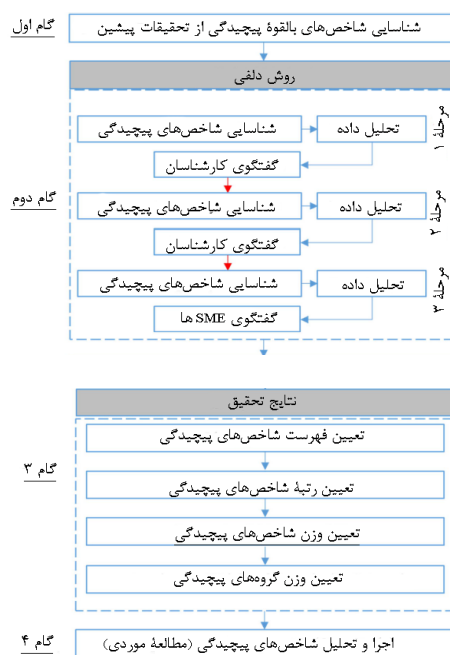 گام اول
شناسایی شاخص‌های بالقوهٔ پیچیدگی از تحقیقات پیشین
روش دلفی
گام دوم
مرحلهٔ ۱
شناسایی شاخص‌های پیچیدگی
تحلیل داده
گفتگوی کارشناسان
مرحلهٔ ۲
شناسایی شاخص‌های پیچیدگی
تحلیل داده
گفتگوی کارشناسان
مرحلهٔ ۳
شناسایی شاخص‌های پیچیدگی
تحلیل داده
گفتگوی SME ها
نتایج تحقیق
گام ۳
تعیین فهرست شاخص‌های پیچیدگی
تعیین رتبهٔ شاخص‌های پیچیدگی
تعیین وزن شاخص‌های پیچیدگی
تعیین وزن گروه‌های پیچیدگی
گام ۴
اجرا و تحلیل شاخص‌های پیچیدگی (مطالعهٔ موردی)